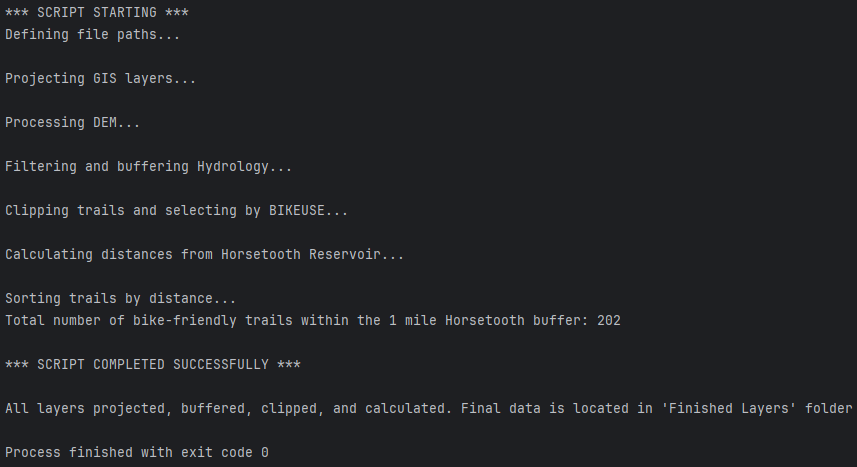 *** SCRIPT STARTING ***
Defining file paths...
Projecting GIS layers...
Processing DEM...
Filtering and buffering Hydrology...
Clipping trails and selecting by BIKEUSE...
Calculating distances from Horsetooth Reservoir...
Sorting trails by distance...
Total number of bike-friendly trails within the 1 mile Horsetooth buffer: 202
*** SCRIPT COMPLETED SUCCESSFULLY ***
All layers projected, buffered, clipped, and calculated. Final data is located in 'Finished Layers' folder
Process finished with exit code 0